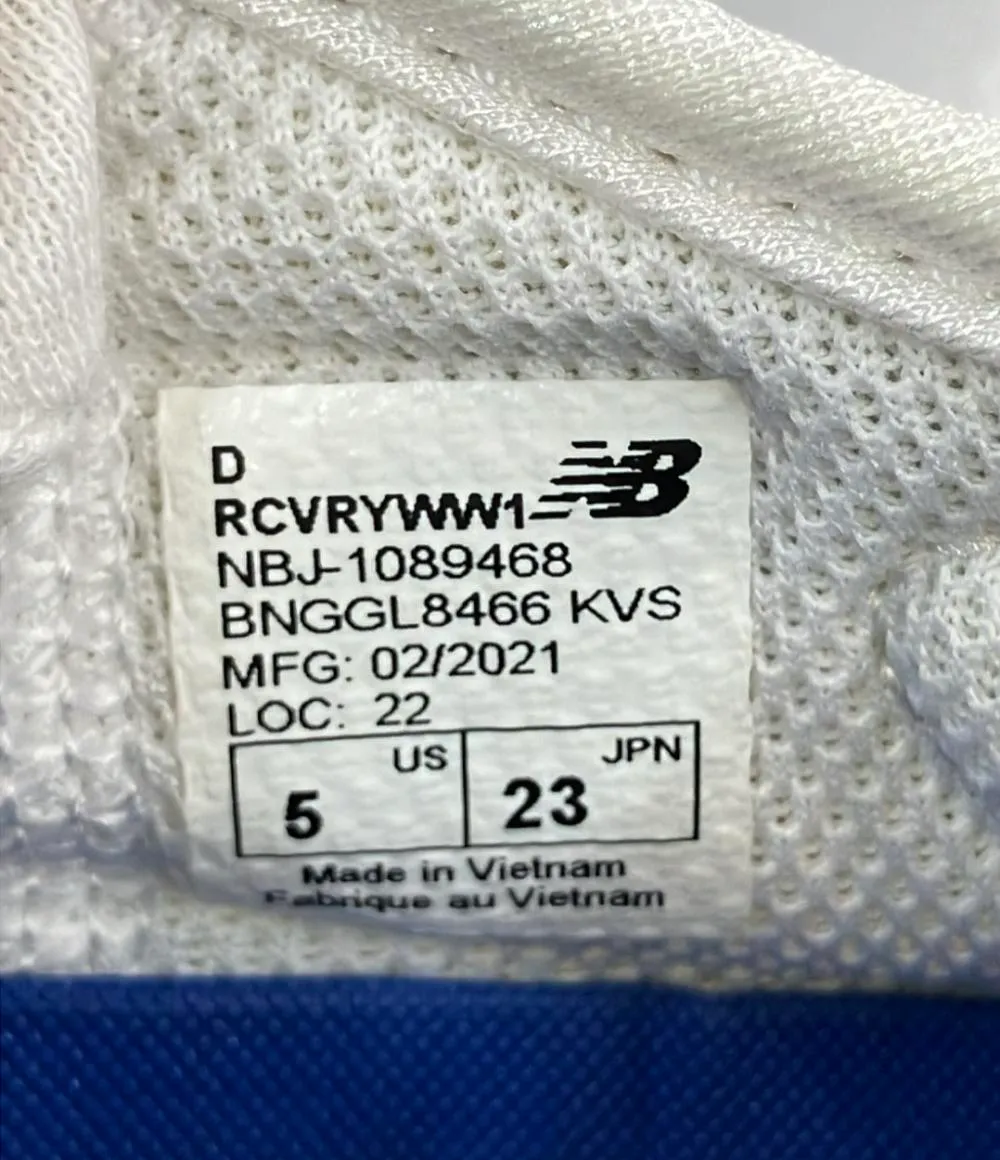 D
RCVRYWW1
NB
NBJ-1089468
BNGGL8466 KVS
MFG: 02/2021
LOC: 22
US JPN
5 23
Made in Vietnam
Fabrique au Vietnam